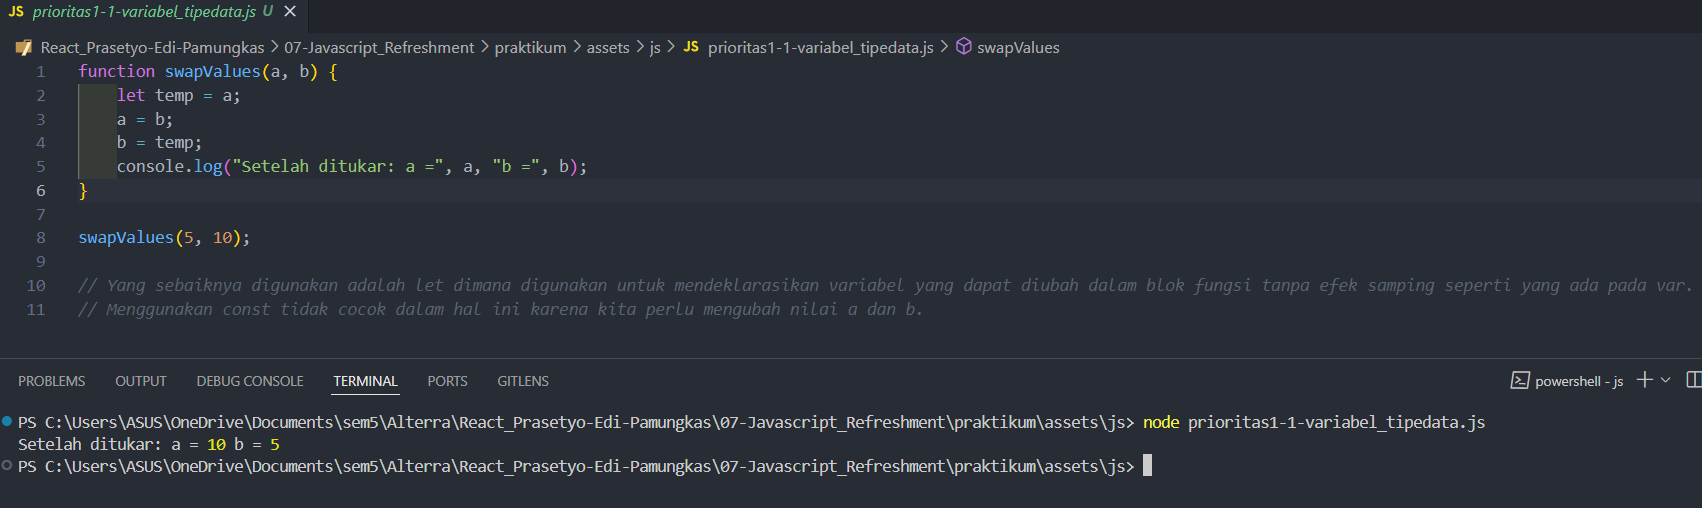 JS prioritas1-1-variabel_tipedata.js U
React_Prasetyo-Edi-Pamungkas > 07-Javascript_Refreshment > praktikum > assets > js > JS prioritas1-1-variabel_tipedata.js > swapValues
1 function swapValues(a, b) {
2 let temp = a;
3 a = b;
4 b = temp;
5 console.log("Setelah ditukar: a =", a, "b =", b);
6 }
7
8 swapValues(5, 10);
9
10 // Yang sebaiknya digunakan adalah let dimana digunakan untuk mendeklarasikan variabel yang dapat diubah dalam blok fungsi tanpa efek samping seperti yang ada pada var.
11 // Menggunakan const tidak cocok dalam hal ini karena kita perlu mengubah nilai a dan b.
PROBLEMS OUTPUT DEBUG CONSOLE TERMINAL PORTS GITLENS powershell - js
PS C:\Users\ASUS\OneDrive\Documents\sem5\Alterra\React_Prasetyo-Edi-Pamungkas\07-Javascript_Refreshment\praktikum\assets\js> node prioritas1-1-variabel_tipedata.js
Setelah ditukar: a = 10 b = 5
PS C:\Users\ASUS\OneDrive\Documents\sem5\Alterra\React_Prasetyo-Edi-Pamungkas\07-Javascript_Refreshment\praktikum\assets\js>